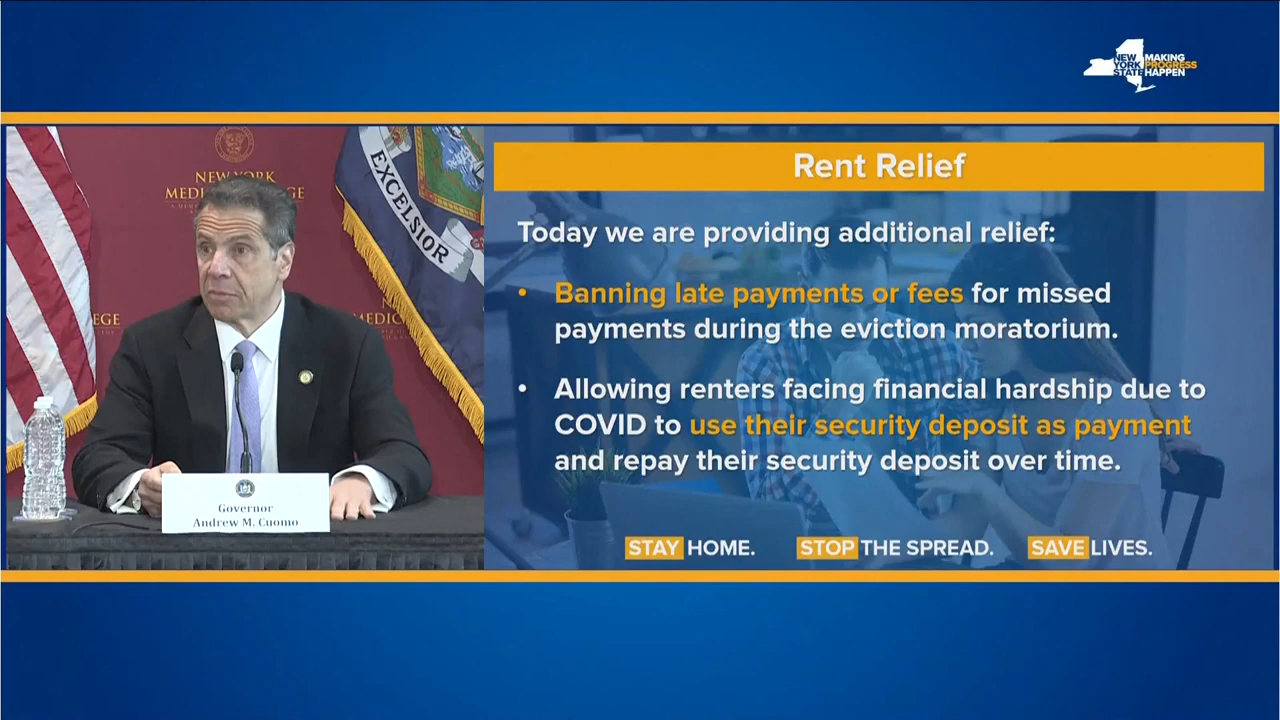 NEW
YORK
STATE
MAKING
PROGRESS
HAPPEN
NEW YORK
EXCELSIOR
Governor
Andrew M. Cuomo
Rent Relief
Today we are providing additional relief:
• Banning late payments or fees for missed
payments during the eviction moratorium.
• Allowing renters facing financial hardship due to
COVID to use their security deposit as payment
and repay their security deposit over time.
STAY HOME. STOP THE SPREAD. SAVE LIVES.